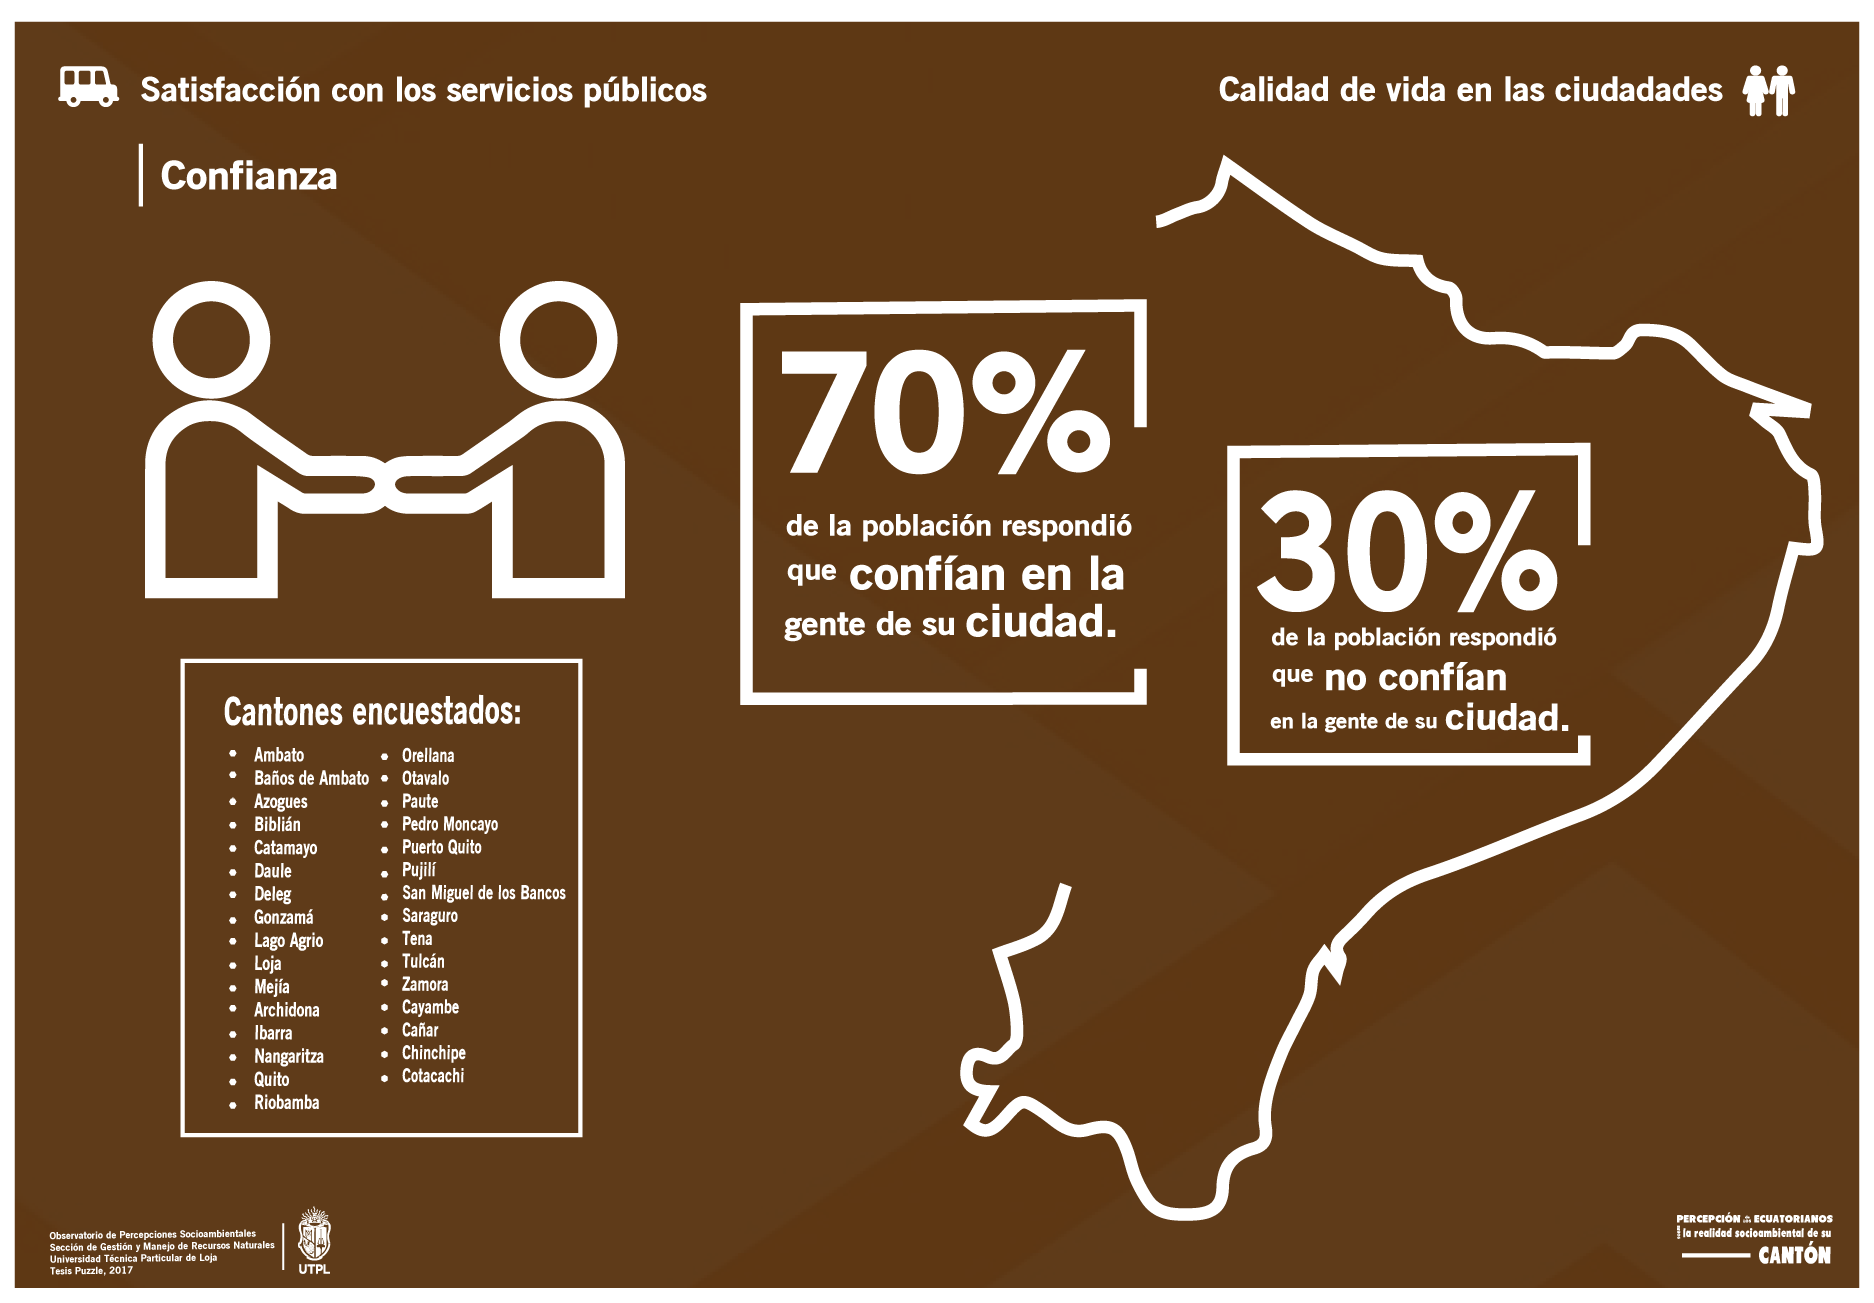 Satisfacción con los servicios públicos
Calidad de vida en las ciudadades
Confianza
70%
de la población respondió
que confían en la
gente de su ciudad.
30%
de la población respondió
que no confían
en la gente de su ciudad.
Cantones encuestados:
• Ambato
• Baños de Ambato
• Azogues
• Biblián
• Catamayo
• Daule
• Deleg
• Gonzamá
• Lago Agrio
• Loja
• Mejía
• Archidona
• Ibarra
• Nangaritza
• Quito
• Riobamba
• Orellana
• Otavalo
• Paute
• Pedro Moncayo
• Puerto Quito
• Pujilí
• San Miguel de los Bancos
• Saraguro
• Tena
• Tulcán
• Zamora
• Cayambe
• Cañar
• Chinchipe
• Cotacachi
Observatorio de Percepciones Socioambientales
Sección de Gestión y Manejo de Recursos Naturales
Universidad Técnica Particular de Loja
Tesis Puzzle, 2017
UTPL
PERCEPCIÓN DE LOS ECUATORIANOS
la realidad socioambiental de su
CANTÓN